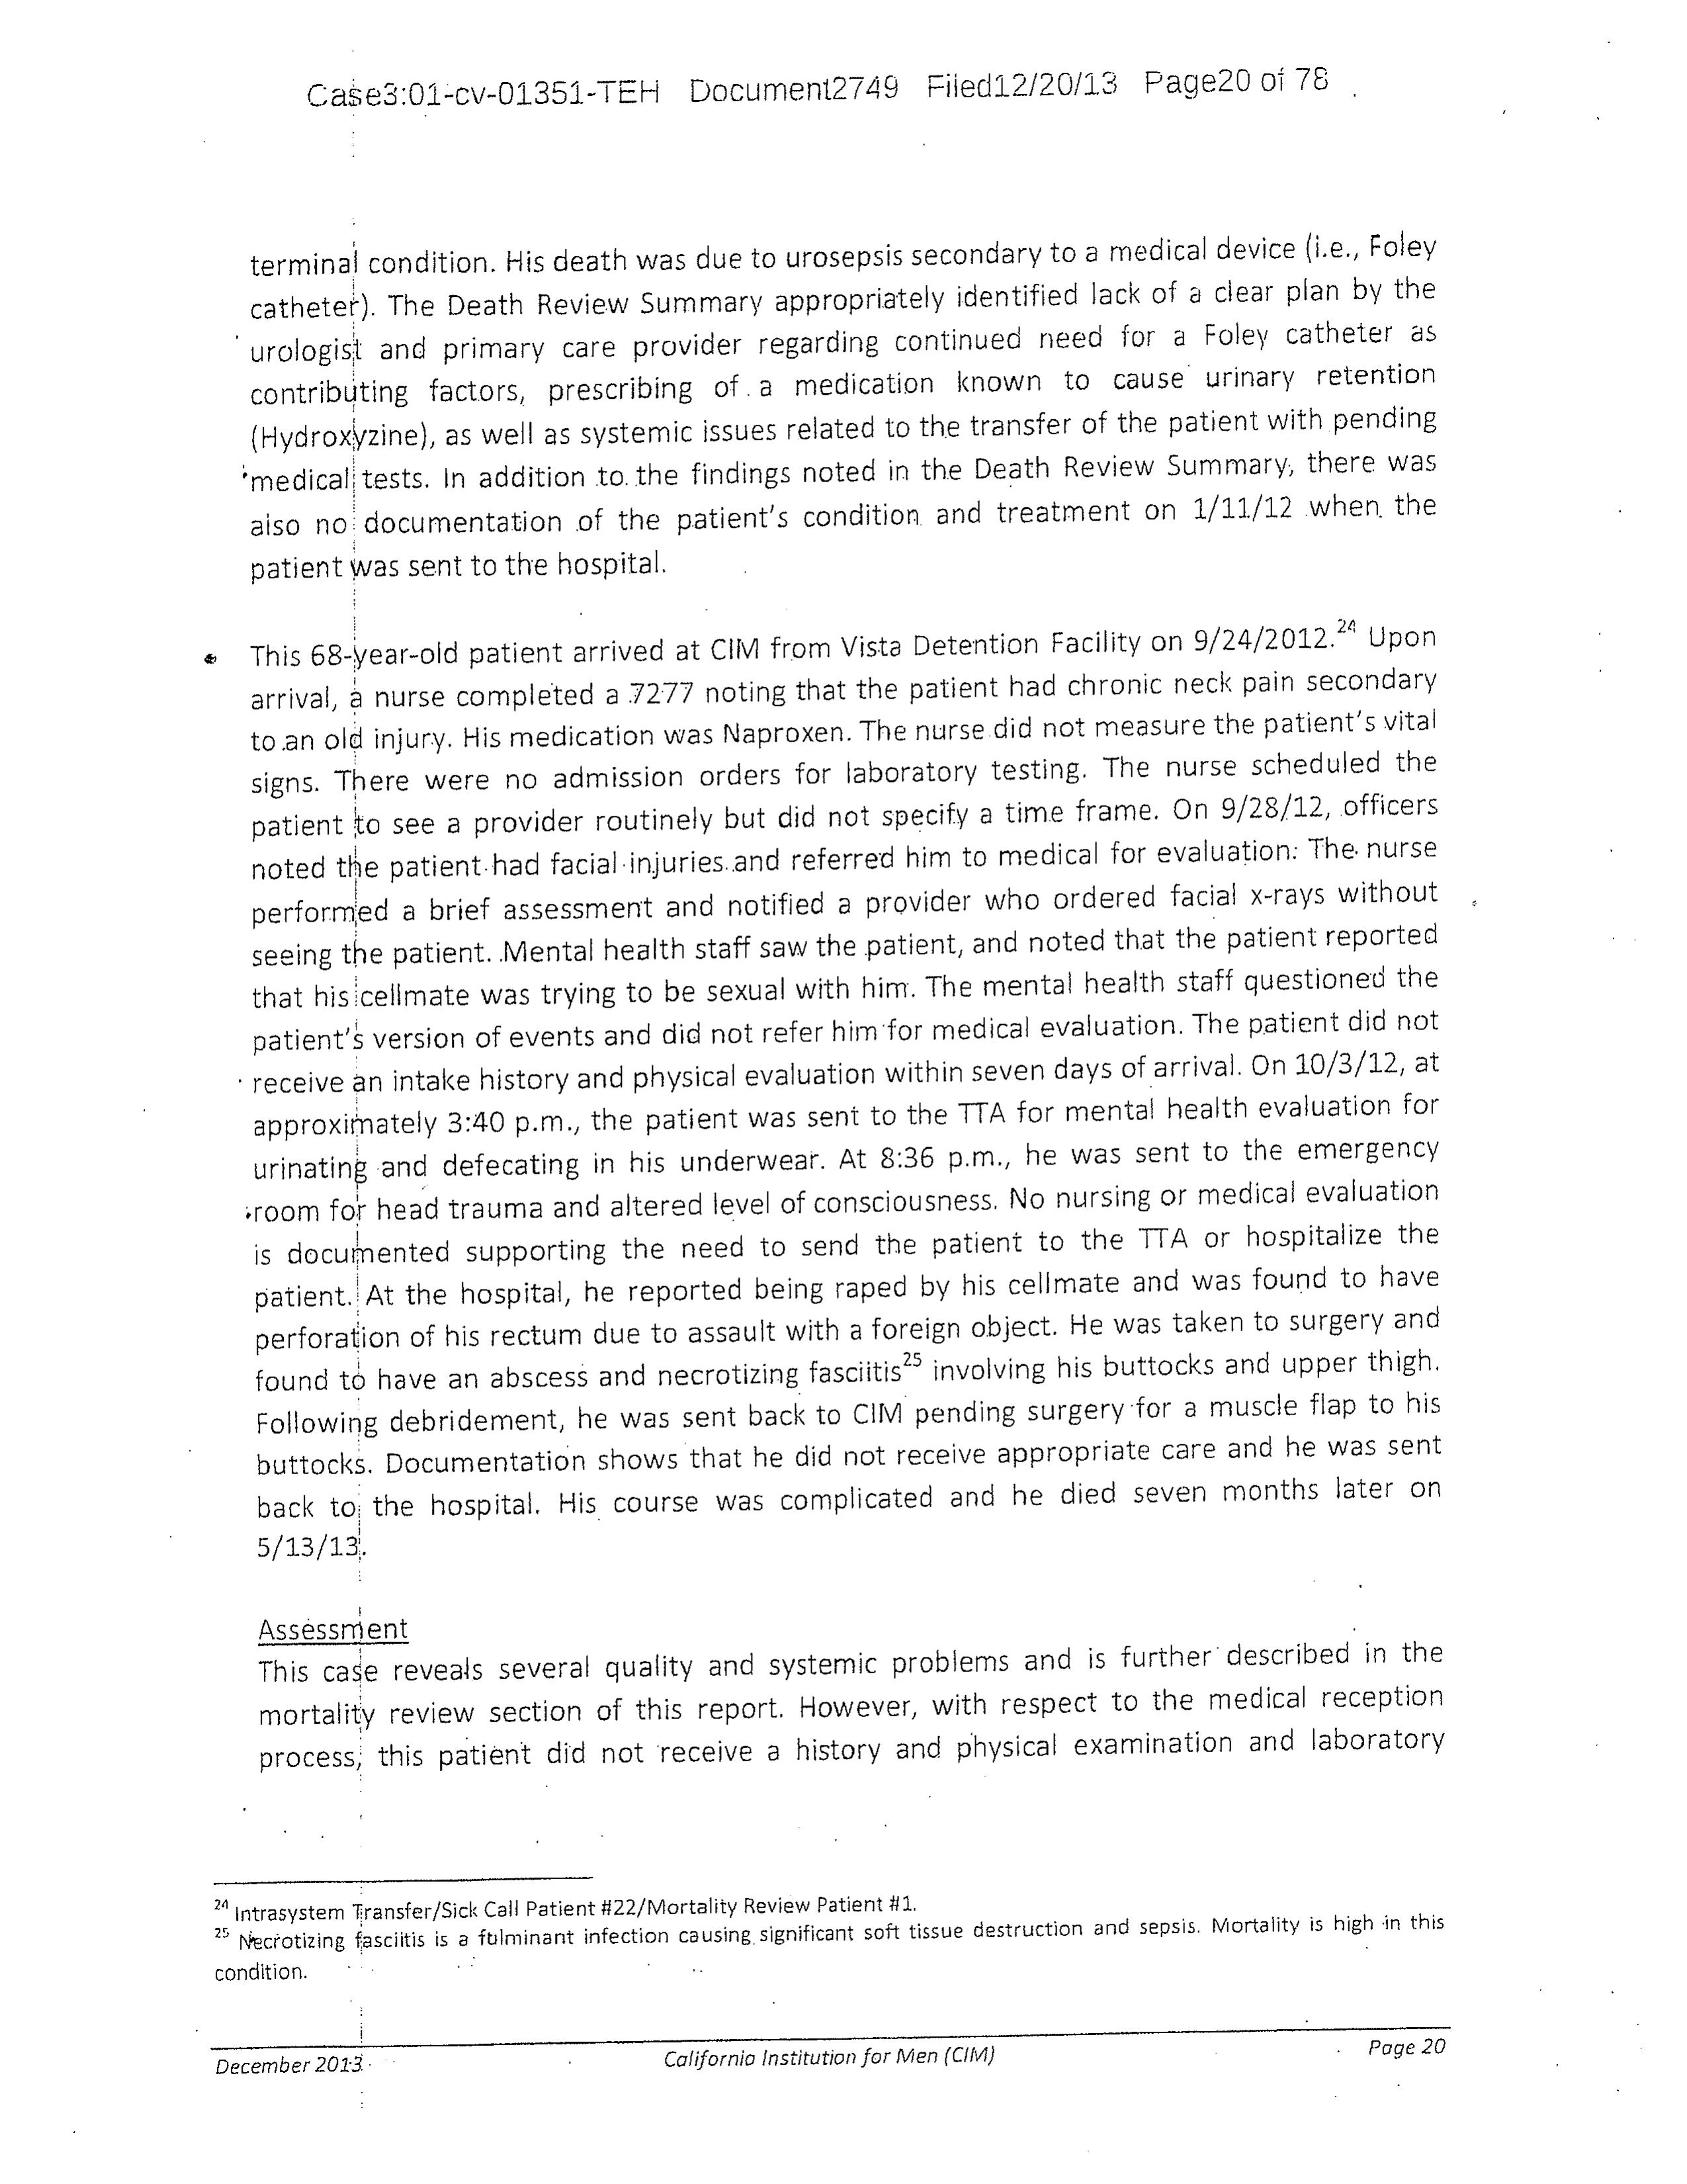 Case3:01-cv-01351-TEH Document2749 Filed12/20/13 Page20 of 78
terminal condition. His death was due to urosepsis secondary to a medical device (i.e., Foley
catheter). The Death Review Summary appropriately identified lack of a clear plan by the
urologist and primary care provider regarding continued need for a Foley catheter as
contributing factors, prescribing of a medication known to cause urinary retention
(Hydroxyzine), as well as systemic issues related to the transfer of the patient with pending
medical tests. In addition to the findings noted in the Death Review Summary, there was
also no documentation of the patient's condition and treatment on 1/11/12 when the
patient was sent to the hospital.
• This 68-year-old patient arrived at CIM from Vista Detention Facility on 9/24/2012.24 Upon
arrival, a nurse completed a 7277 noting that the patient had chronic neck pain secondary
to an old injury. His medication was Naproxen. The nurse did not measure the patient's vital
signs. There were no admission orders for laboratory testing. The nurse scheduled the
patient to see a provider routinely but did not specify a time frame. On 9/28/12, officers
noted the patient had facial injuries and referred him to medical for evaluation. The nurse
performed a brief assessment and notified a provider who ordered facial x-rays without
seeing the patient. Mental health staff saw the patient, and noted that the patient reported
that his cellmate was trying to be sexual with him. The mental health staff questioned the
patient's version of events and did not refer him for medical evaluation. The patient did not
receive an intake history and physical evaluation within seven days of arrival. On 10/3/12, at
approximately 3:40 p.m., the patient was sent to the TTA for mental health evaluation for
urinating and defecating in his underwear. At 8:36 p.m., he was sent to the emergency
room for head trauma and altered level of consciousness. No nursing or medical evaluation
is documented supporting the need to send the patient to the TTA or hospitalize the
patient. At the hospital, he reported being raped by his cellmate and was found to have
perforation of his rectum due to assault with a foreign object. He was taken to surgery and
found to have an abscess and necrotizing fasciitis25 involving his buttocks and upper thigh.
Following debridement, he was sent back to CIM pending surgery for a muscle flap to his
buttocks. Documentation shows that he did not receive appropriate care and he was sent
back to the hospital. His course was complicated and he died seven months later on
5/13/13.
Assessment
This case reveals several quality and systemic problems and is further described in the
mortality review section of this report. However, with respect to the medical reception
process, this patient did not receive a history and physical examination and laboratory
24 Intrasystem Transfer/Sick Call Patient #22/Mortality Review Patient #1.
25 Necrotizing fasciitis is a fulminant infection causing significant soft tissue destruction and sepsis. Mortality is high in this
condition.
December 2013 California Institution for Men (CIM) Page 20